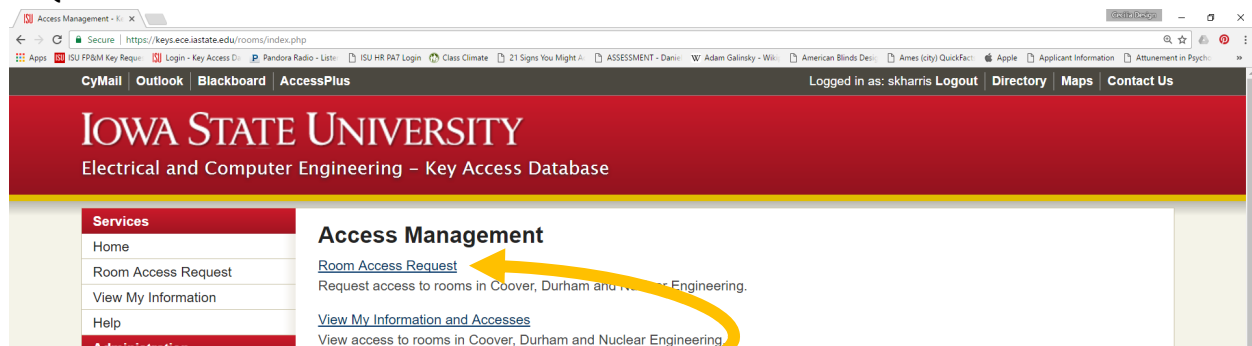 Access Management - Ke
Secure | https://keys.ece.iastate.edu/rooms/index.php
Apps ISU FP&M Key Reque Login - Key Access Da Pandora Radio - Liste ISU HR PA7 Login Class Climate 21 Signs You Might A ASSESSMENT - Danie Adam Galinsky - Wiki American Blinds Desi Ames (city) QuickFact Apple Applicant Information Attunement in Psycho »
CyMail | Outlook | Blackboard | AccessPlus Logged in as: skharris Logout | Directory | Maps | Contact Us
IOWA STATE UNIVERSITY
Electrical and Computer Engineering – Key Access Database
Services
Home
Room Access Request
View My Information
Help
Access Management
Room Access Request
Request access to rooms in Coover, Durham and Nuclear Engineering.
View My Information and Accesses
View access to rooms in Coover, Durham and Nuclear Engineering.